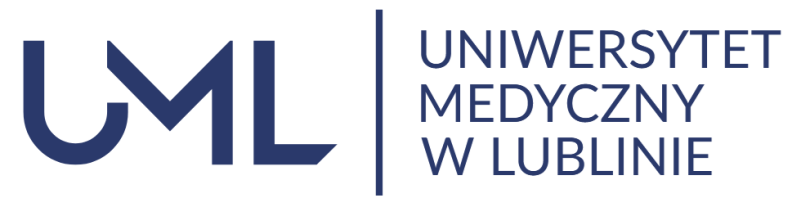 UML
UNIWERSYTET
MEDYCZNY
W LUBLINIE